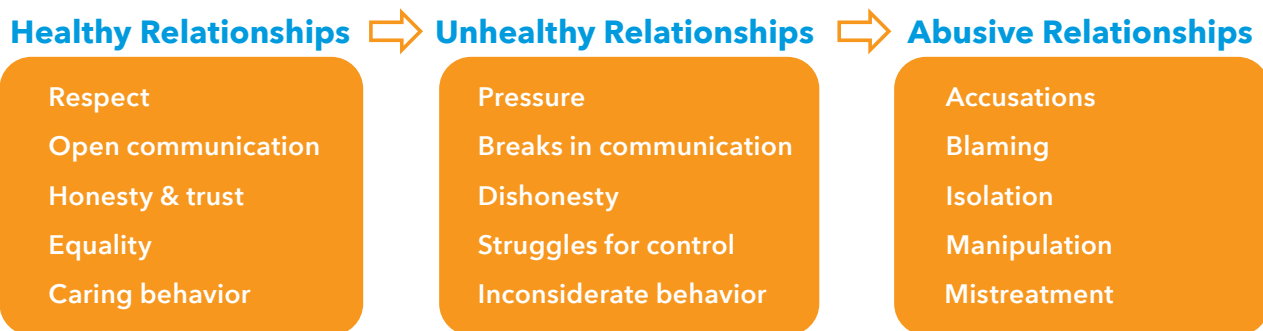 Healthy Relationships
Unhealthy Relationships
Abusive Relationships
Respect
Open communication
Honesty & trust
Equality
Caring behavior
Pressure
Breaks in communication
Dishonesty
Struggles for control
Inconsiderate behavior
Accusations
Blaming
Isolation
Manipulation
Mistreatment